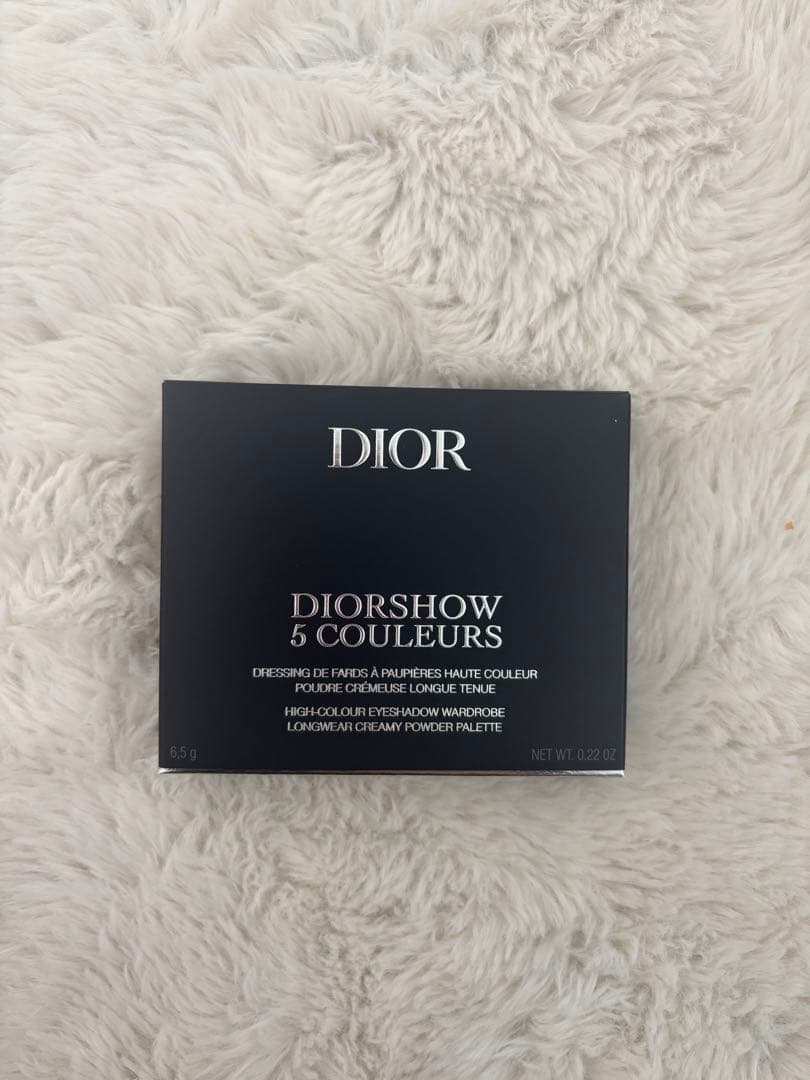 DIOR
DIORSHOW
5 COULEURS
DRESSING DE FARDS À PAUPIÈRES HAUTE COULEUR
POUDRE CRÉMEUSE LONGUE TENUE
HIGH-COLOUR EYESHADOW WARDROBE
LONGWEAR CREAMY POWDER PALETTE
6,5 g
NET WT. 0.22 OZ